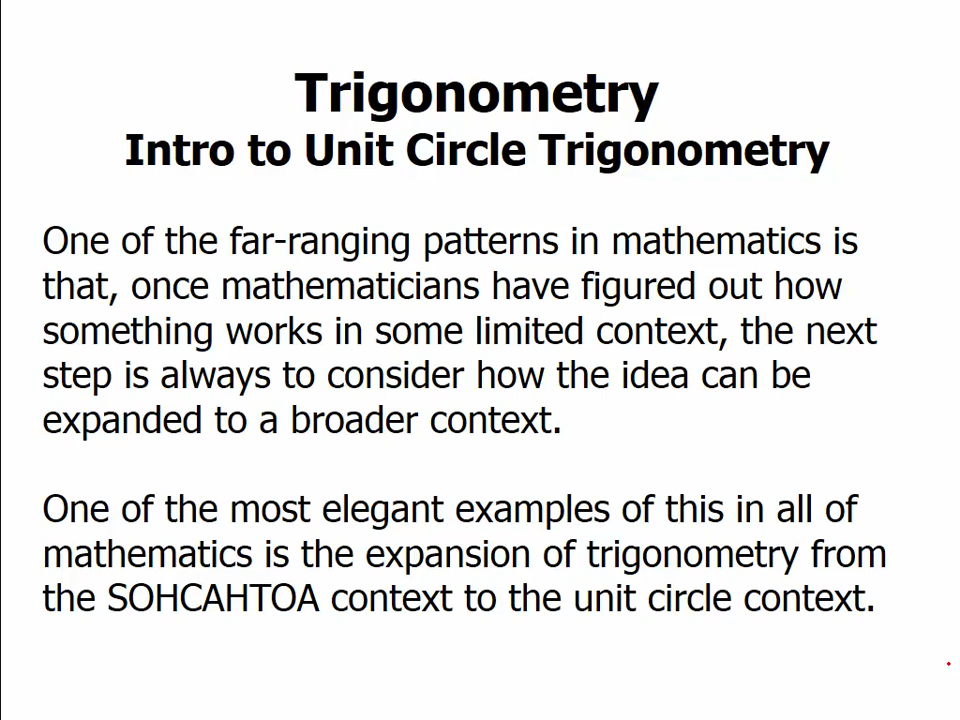 Trigonometry
Intro to Unit Circle Trigonometry
One of the far-ranging patterns in mathematics is
that, once mathematicians have figured out how
something works in some limited context, the next
step is always to consider how the idea can be
expanded to a broader context.
One of the most elegant examples of this in all of
mathematics is the expansion of trigonometry from
the SOHCAHTOA context to the unit circle context.